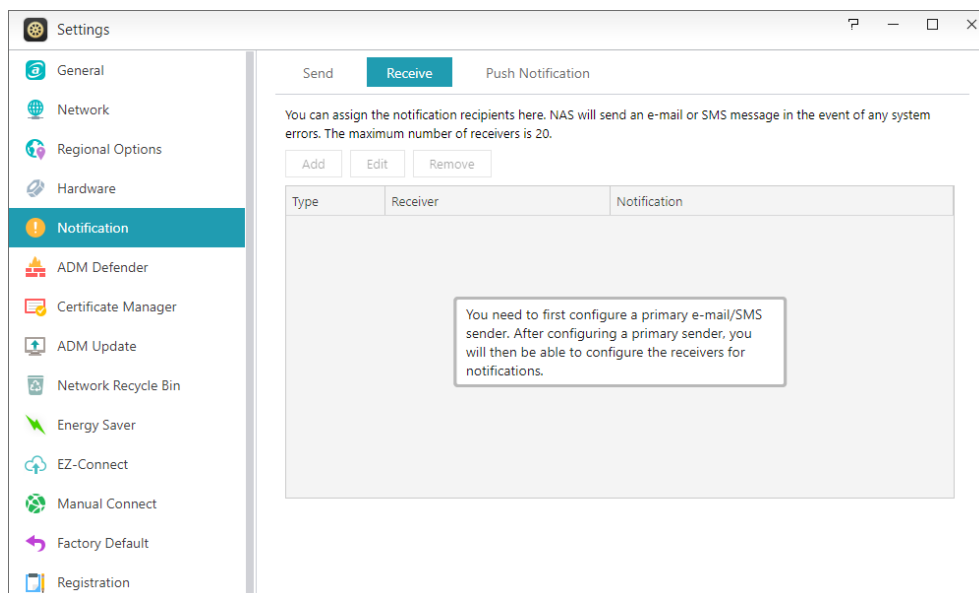 Settings
General
Network
Regional Options
Hardware
Notification
ADM Defender
Certificate Manager
ADM Update
Network Recycle Bin
Energy Saver
EZ-Connect
Manual Connect
Factory Default
Registration
Send Receive Push Notification
You can assign the notification recipients here. NAS will send an e-mail or SMS message in the event of any system
errors. The maximum number of receivers is 20.
Add Edit Remove
Type Receiver Notification
You need to first configure a primary e-mail/SMS
sender. After configuring a primary sender, you
will then be able to configure the receivers for
notifications.